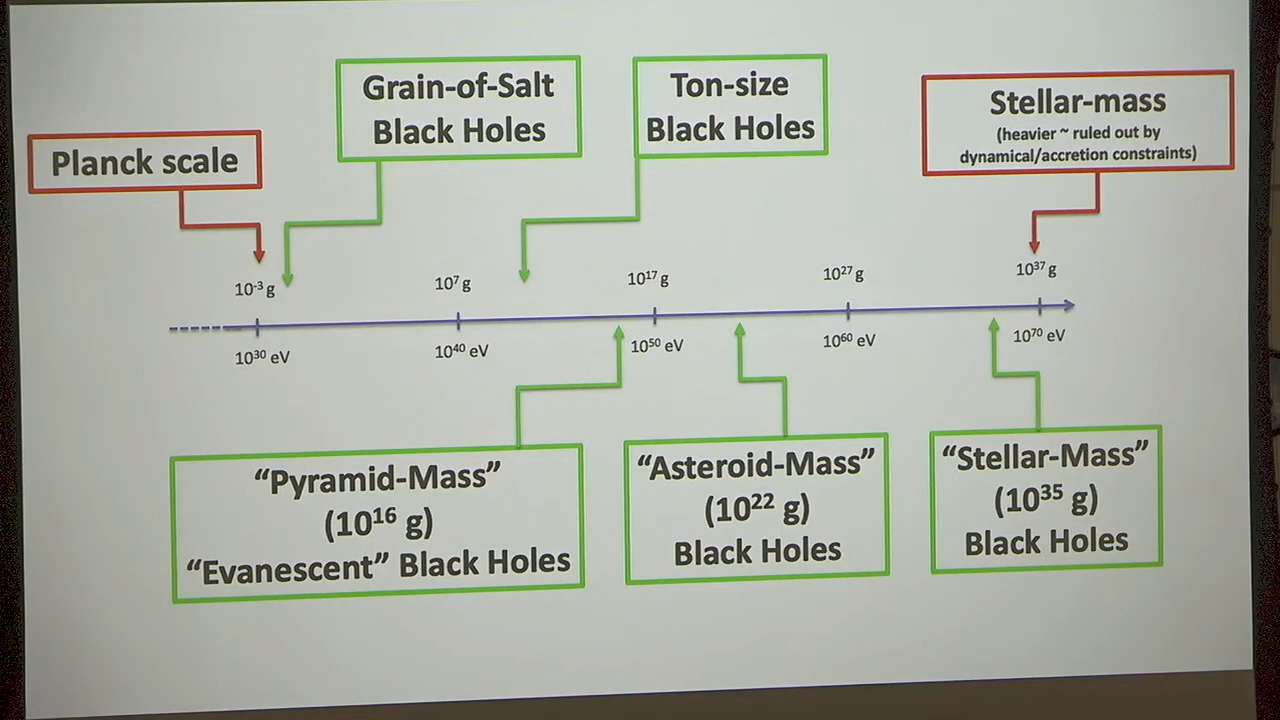 Grain-of-Salt
Black Holes
Ton-size
Black Holes
Stellar-mass
(heavier ~ ruled out by
dynamical/accretion constraints)
Planck scale
10⁻³ g
10⁷ g
10¹⁷ g
10²⁷ g
10³⁷ g
10³⁰ eV
10⁴⁰ eV
10⁵⁰ eV
10⁶⁰ eV
10⁷⁰ eV
“Pyramid-Mass”
(10¹⁶ g)
“Evanescent” Black Holes
“Asteroid-Mass”
(10²² g)
Black Holes
“Stellar-Mass”
(10³⁵ g)
Black Holes